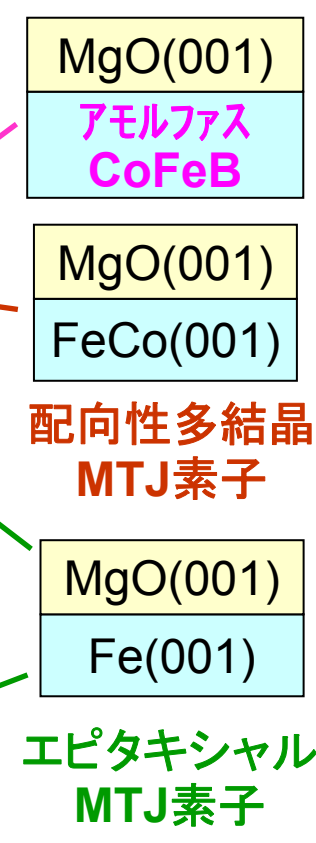 MgO(001)
アモルファス
CoFeB
MgO(001)
FeCo(001)
配向性多結晶
MTJ素子
MgO(001)
Fe(001)
エピタキシャル
MTJ素子